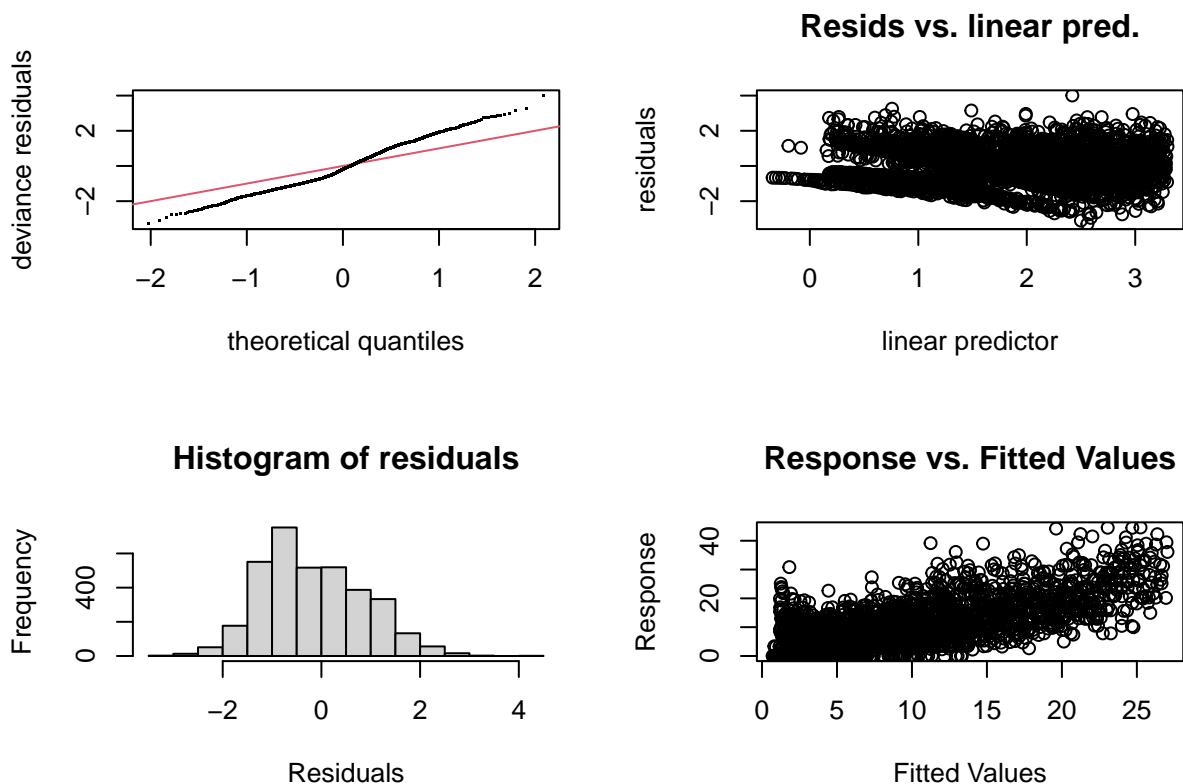 deviance residuals
2
−2
−2 −1 0 1 2
theoretical quantiles
Resids vs. linear pred.
residuals
2
−2
0 1 2 3
linear predictor
Histogram of residuals
Frequency
400
0
−2 0 2 4
Residuals
Response vs. Fitted Values
Response
40
20
0
0 5 10 15 20 25
Fitted Values